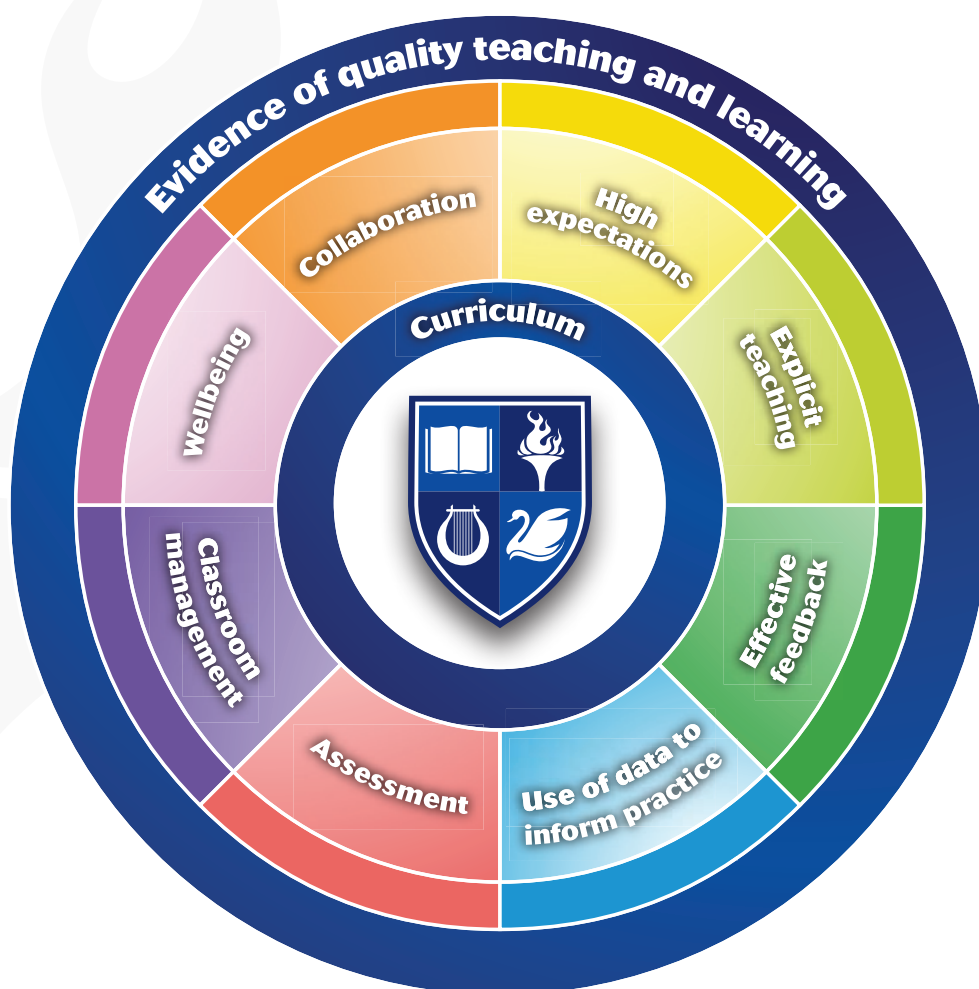 Evidence of quality teaching and learning
Collaboration
High
expectations
Explicit
teaching
Effective
feedback
Use of data to
inform practice
Assessment
Classroom
management
Wellbeing
Curriculum